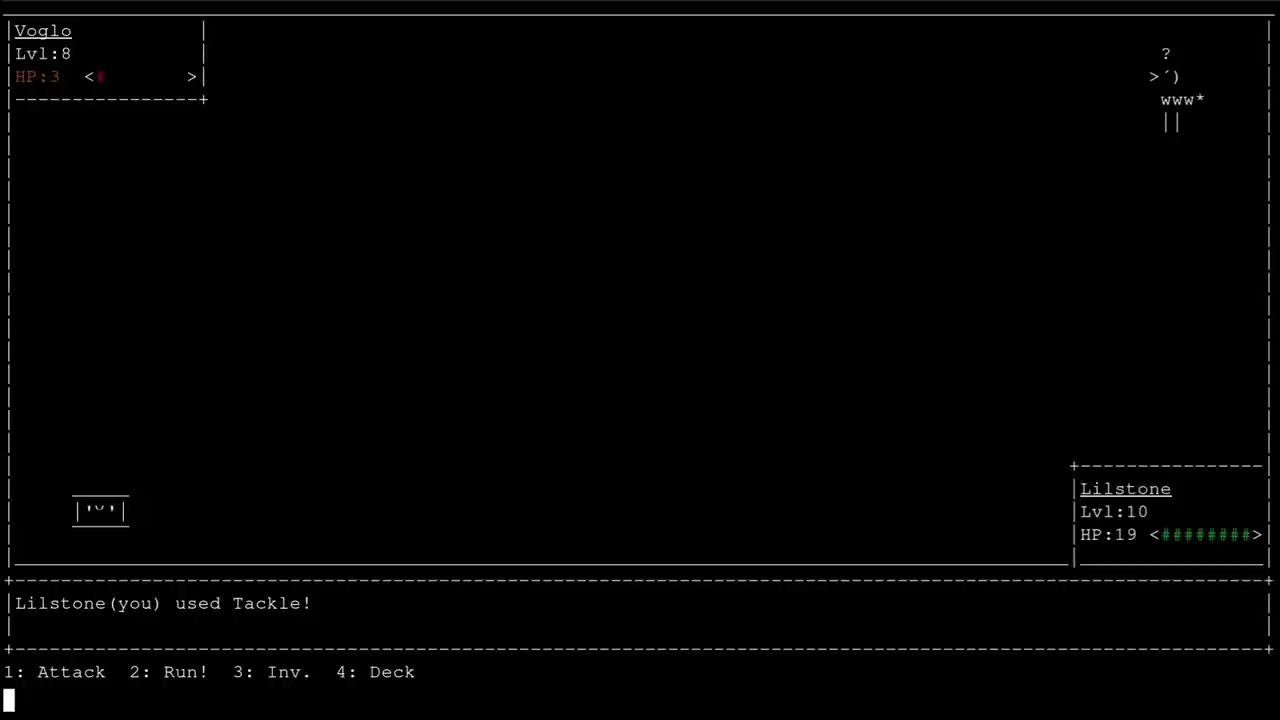 Voglo
Lvl:8
HP:3 <#        >
?
>´)
www*
||
|'ᵕ'|
Lilstone
Lvl:10
HP:19 <########>
Lilstone(you) used Tackle!
1: Attack  2: Run!  3: Inv.  4: Deck